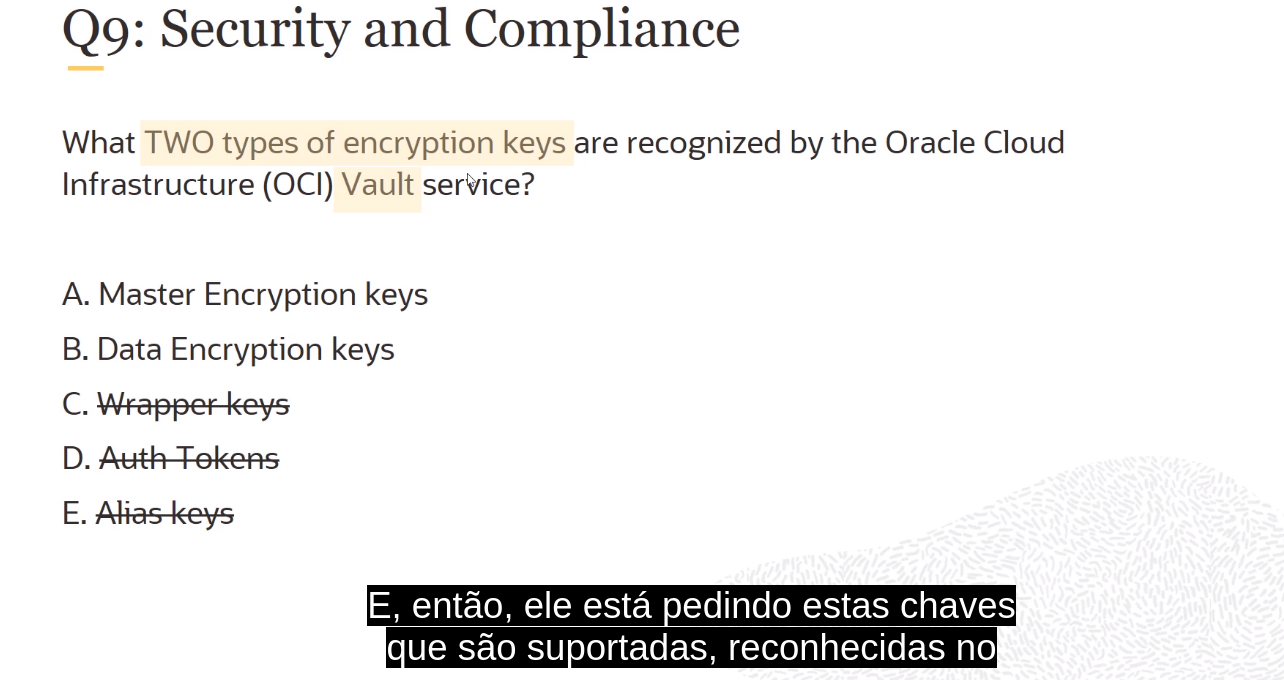 Q9: Security and Compliance
What TWO types of encryption keys are recognized by the Oracle Cloud
Infrastructure (OCI) Vault service?
A. Master Encryption keys
B. Data Encryption keys
C. Wrapper keys
D. Auth Tokens
E. Alias keys
E, então, ele está pedindo estas chaves
que são suportadas, reconhecidas no